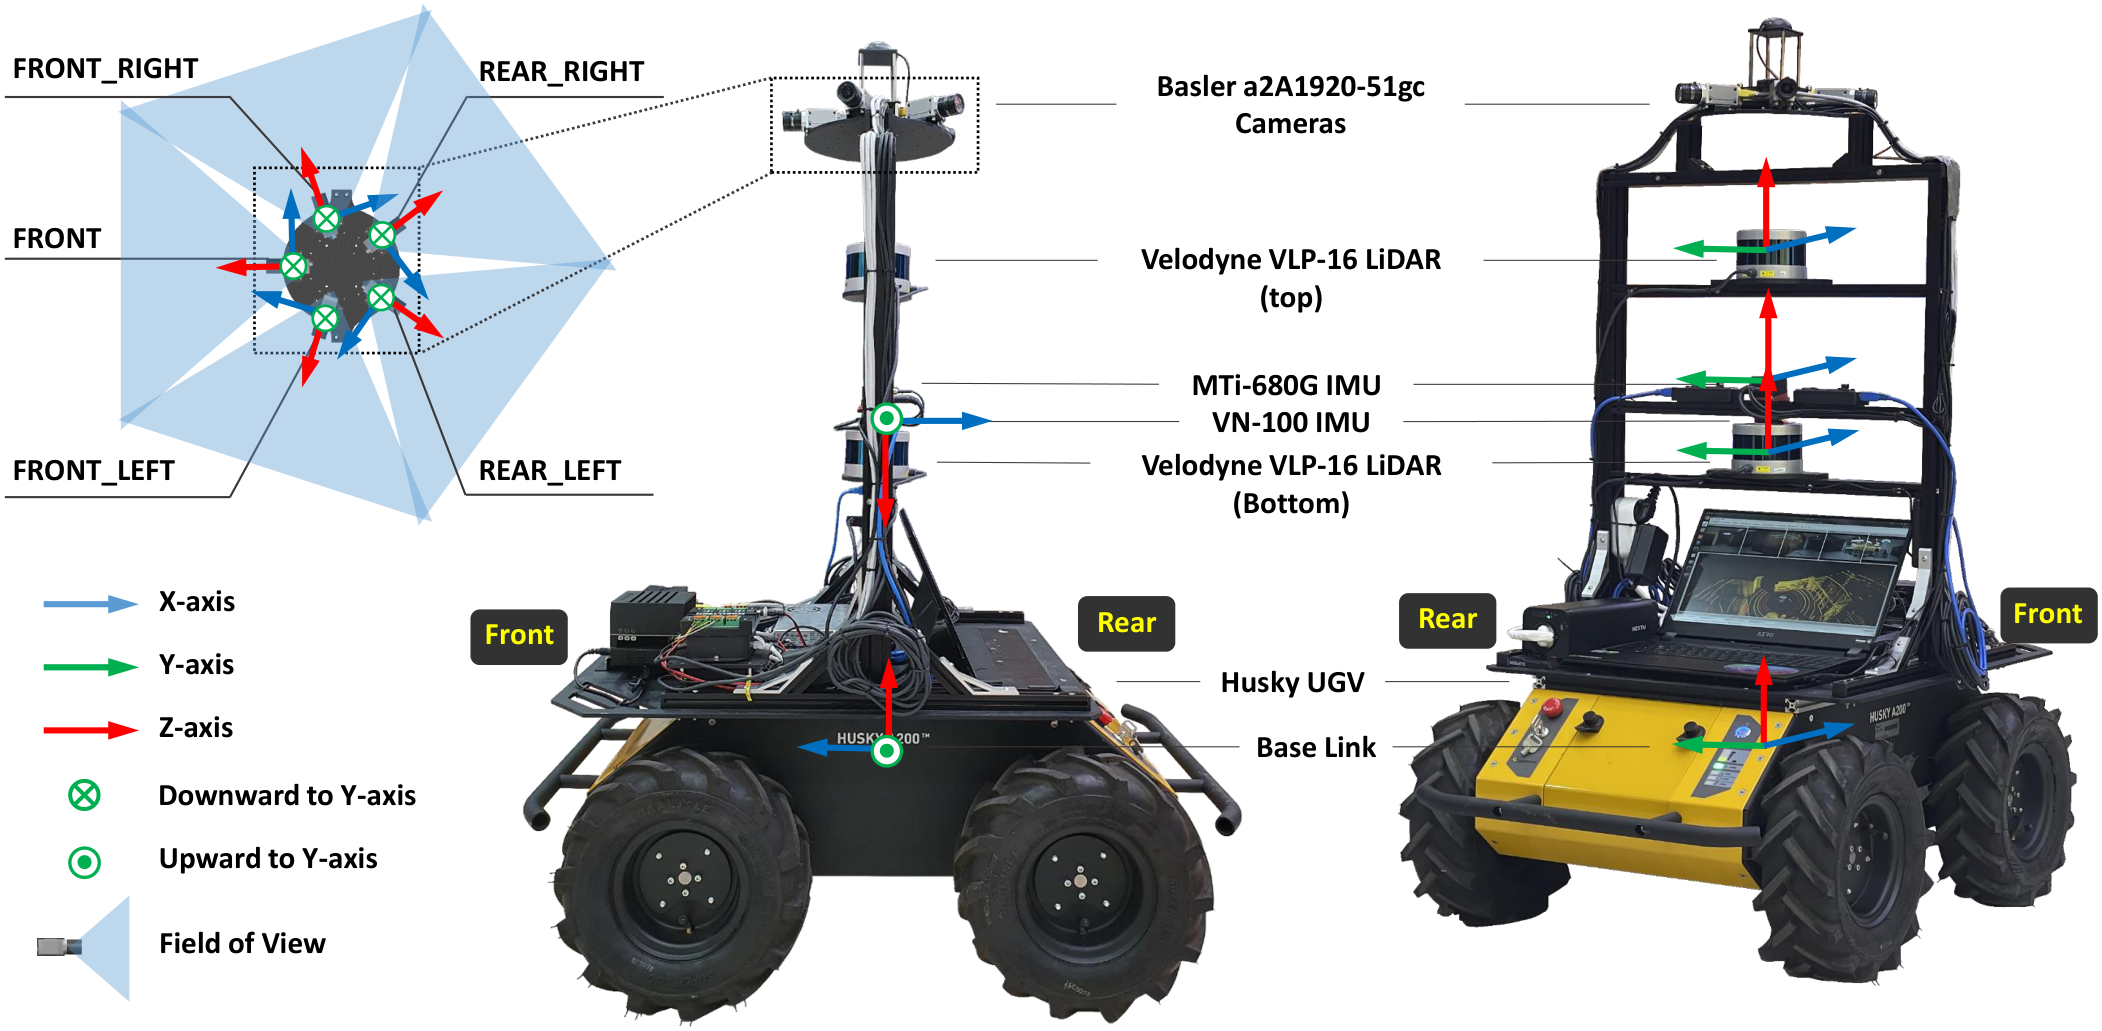 FRONT_RIGHT
REAR_RIGHT
FRONT
FRONT_LEFT
REAR_LEFT
X-axis
Y-axis
Z-axis
Downward to Y-axis
Upward to Y-axis
Field of View
Basler a2A1920-51gc
Cameras
Velodyne VLP-16 LiDAR
(top)
MTi-680G IMU
VN-100 IMU
Velodyne VLP-16 LiDAR
(Bottom)
Front
Rear
Husky UGV
Base Link
HUSKY A200™
Rear
Front
HUSKY A200™